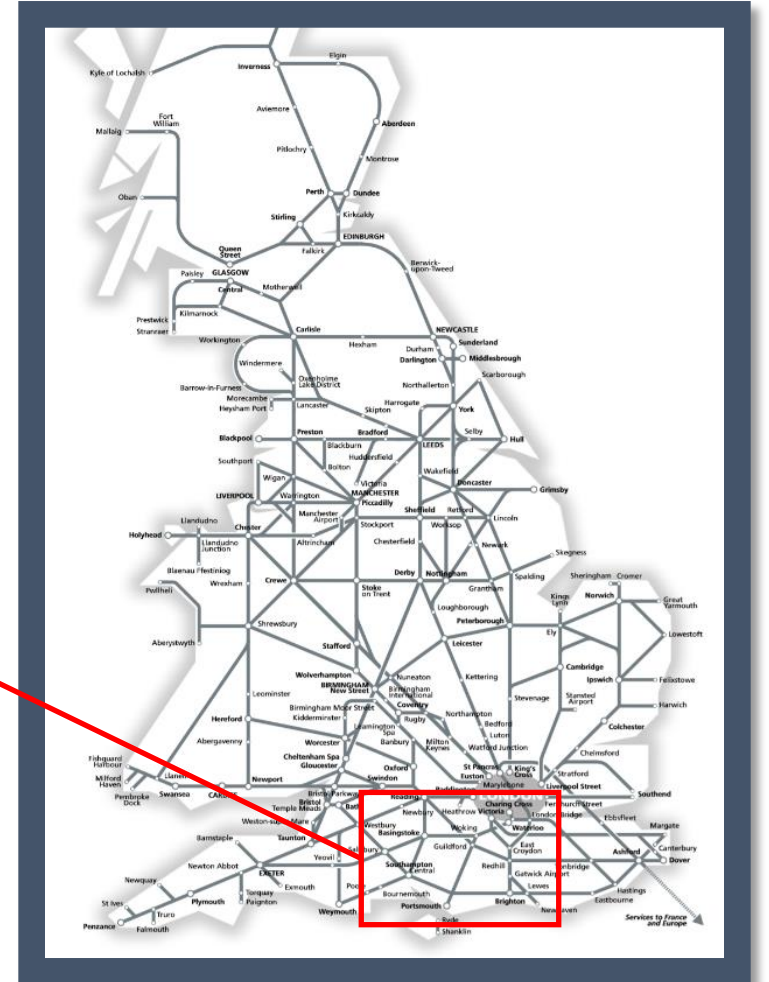 Elgin
Inverness
Kyle of Lochalsh
Aviemore
Fort
William
Mallaig
Aberdeen
Pitlochry
Montrose
Perth
Dundee
Oban
Kirkcaldy
Stirling
EDINBURGH
Queen
Street
Falkirk
Berwick-
upon-Tweed
Paisley
GLASGOW
Central
Motherwell
Prestwick
Kilmarnock
Stranraer
Carlisle
NEWCASTLE
Workington
Hexham
Durham
Sunderland
Darlington
Middlesbrough
Windermere
Scarborough
Oxenholme
Lake District
Barrow-in-Furness
Northallerton
Morecambe
Lancaster
Harrogate
Heysham Port
Skipton
York
Blackpool
Preston
Bradford
Selby
Hull
Blackburn
LEEDS
Huddersfield
Southport
Bolton
Wakefield
Wigan
Victoria
MANCHESTER
Piccadilly
Doncaster
Grimsby
LIVERPOOL
Warrington
Manchester
Airport
Sheffield
Retford
Llandudno
Chester
Stockport
Worksop
Lincoln
Holyhead
Llandudno
Junction
Altrincham
Chesterfield
Newark
Skegness
Blaenau Ffestiniog
Derby
Nottingham
Sheringham
Cromer
Pwllheli
Wrexham
Crewe
Stoke
on Trent
Grantham
Spalding
Kings
Lynn
Norwich
Great
Yarmouth
Loughborough
Peterborough
Shrewsbury
Ely
Lowestoft
Aberystwyth
Stafford
Leicester
Wolverhampton
Cambridge
BIRMINGHAM
New Street
Nuneaton
Kettering
Ipswich
Felixstowe
Leominster
Birmingham
International
Stevenage
Stansted
Airport
Birmingham Moor Street
Coventry
Harwich
Hereford
Kidderminster
Rugby
Northampton
Leamington
Spa
Bedford
Colchester
Abergavenny
Worcester
Banbury
Milton
Keynes
Luton
Cheltenham Spa
Watford Junction
Chelmsford
Fishguard
Harbour
Gloucester
Oxford
St Pancras
King's
Cross
Euston
Stratford
Milford
Haven
Llanelli
Newport
Swindon
Marylebone
Liverpool Street
Pembroke
Dock
Swansea
CARDIFF
Bristol Parkway
Paddington
Southend
Bristol
Temple Meads
Bath
Reading
Charing Cross
Fenchurch Street
Newbury
Heathrow
Victoria
London Bridge
Ebbsfleet
Weston-super-Mare
Westbury
Basingstoke
Woking
Waterloo
Margate
Barnstaple
Taunton
Salisbury
Guildford
East
Croydon
Canterbury
Yeovil
Redhill
Tonbridge
Ashford
Dover
Newton Abbot
EXETER
Southampton
Central
Gatwick Airport
Newquay
Exmouth
Lewes
Hastings
Torquay
Paignton
Bournemouth
Eastbourne
St Ives
Plymouth
Weymouth
Portsmouth
Brighton
Newhaven
Truro
Ryde
Services to France
and Europe
Penzance
Falmouth
Shanklin